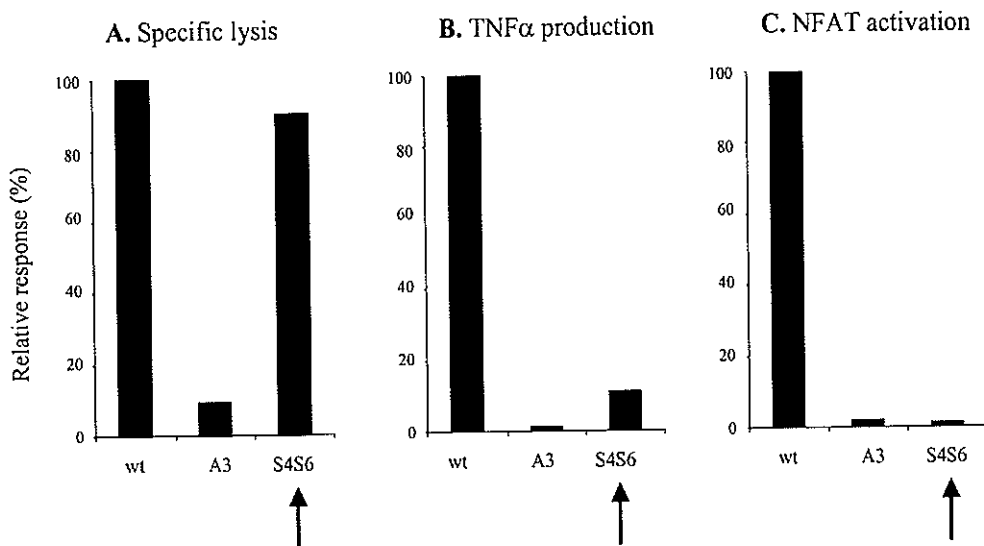 A. Specific lysis
B. TNFα production
C. NFAT activation
Relative response (%)
100
80
60
40
20
0
wt A3 S4S6
100
80
60
40
20
0
wt A3 S4S6
100
80
60
40
20
0
wt A3 S4S6